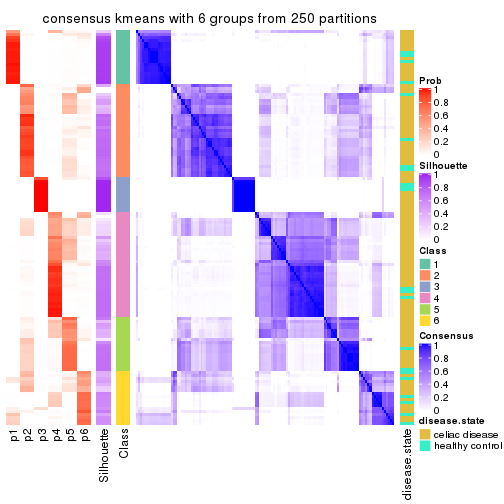 consensus kmeans with 6 groups from 250 partitions
Prob
1
0.8
0.6
0.4
0.2
0
Silhouette
1
0.8
0.6
0.4
0.2
0
Class
1
2
3
4
5
6
Consensus
1
0.8
0.6
0.4
0.2
0
disease.state
celiac disease
healthy control
p1
p2
p3
p4
p5
p6
Silhouette
Class
disease.state